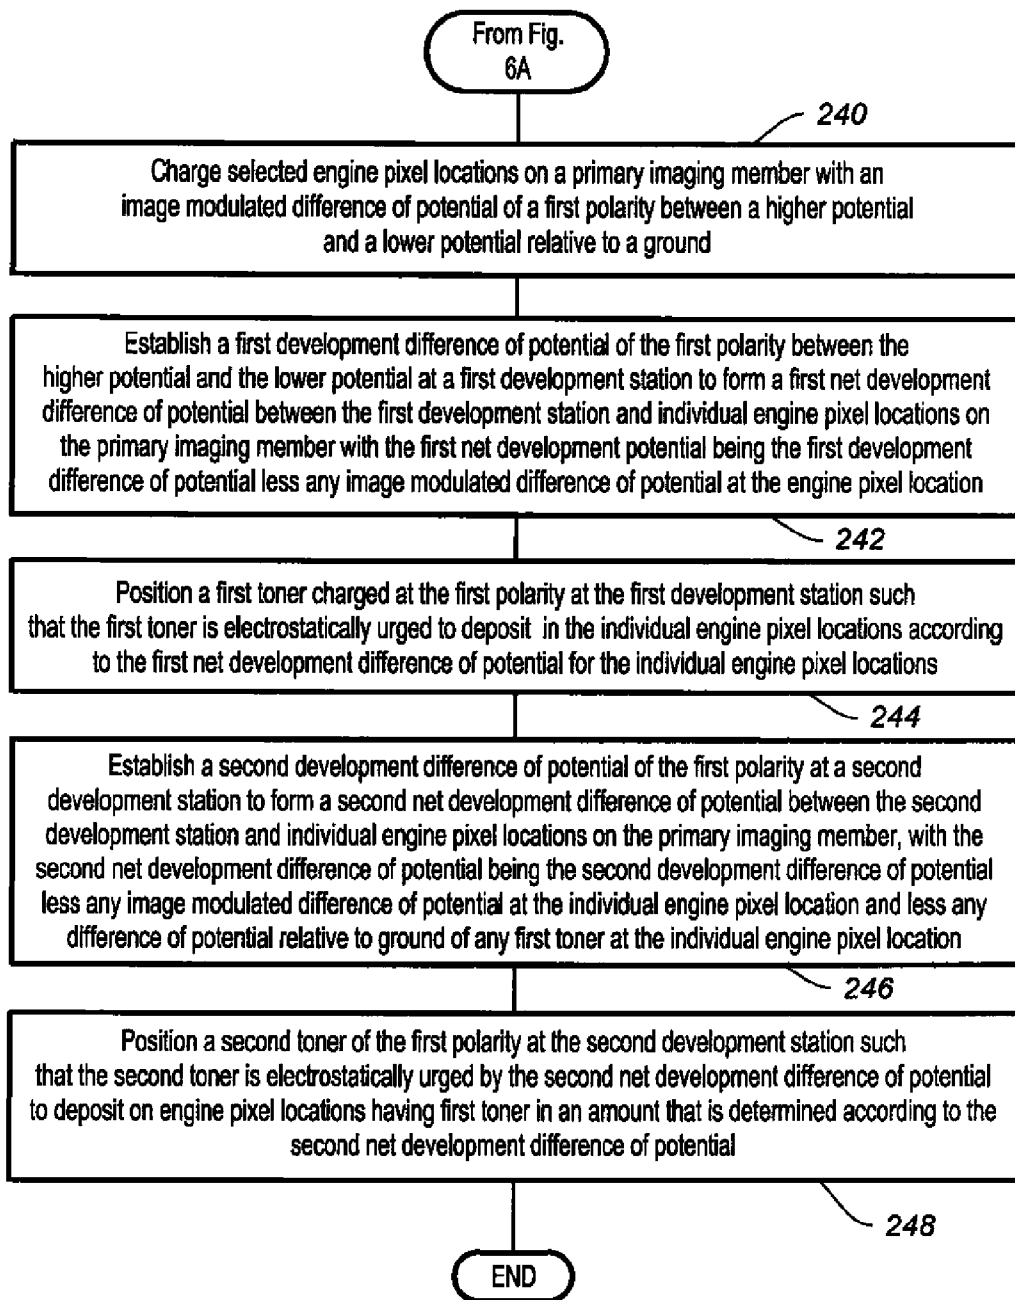 From Fig.
6A
240
Charge selected engine pixel locations on a primary imaging member with an
image modulated difference of potential of a first polarity between a higher potential
and a lower potential relative to a ground
Establish a first development difference of potential of the first polarity between the
higher potential and the lower potential at a first development station to form a first net development
difference of potential between the first development station and individual engine pixel locations on
the primary imaging member with the first net development potential being the first development
difference of potential less any image modulated difference of potential at the engine pixel location
242
Position a first toner charged at the first polarity at the first development station such
that the first toner is electrostatically urged to deposit in the individual engine pixel locations according
to the first net development difference of potential for the individual engine pixel locations
244
Establish a second development difference of potential of the first polarity at a second
development station to form a second net development difference of potential between the second
development station and individual engine pixel locations on the primary imaging member, with the
second net development difference of potential being the second development difference of potential
less any image modulated difference of potential at the individual engine pixel location and less any
difference of potential relative to ground of any first toner at the individual engine pixel location
246
Position a second toner of the first polarity at the second development station such
that the second toner is electrostatically urged by the second net development difference of potential
to deposit on engine pixel locations having first toner in an amount that is determined according to the
second net development difference of potential
248
END